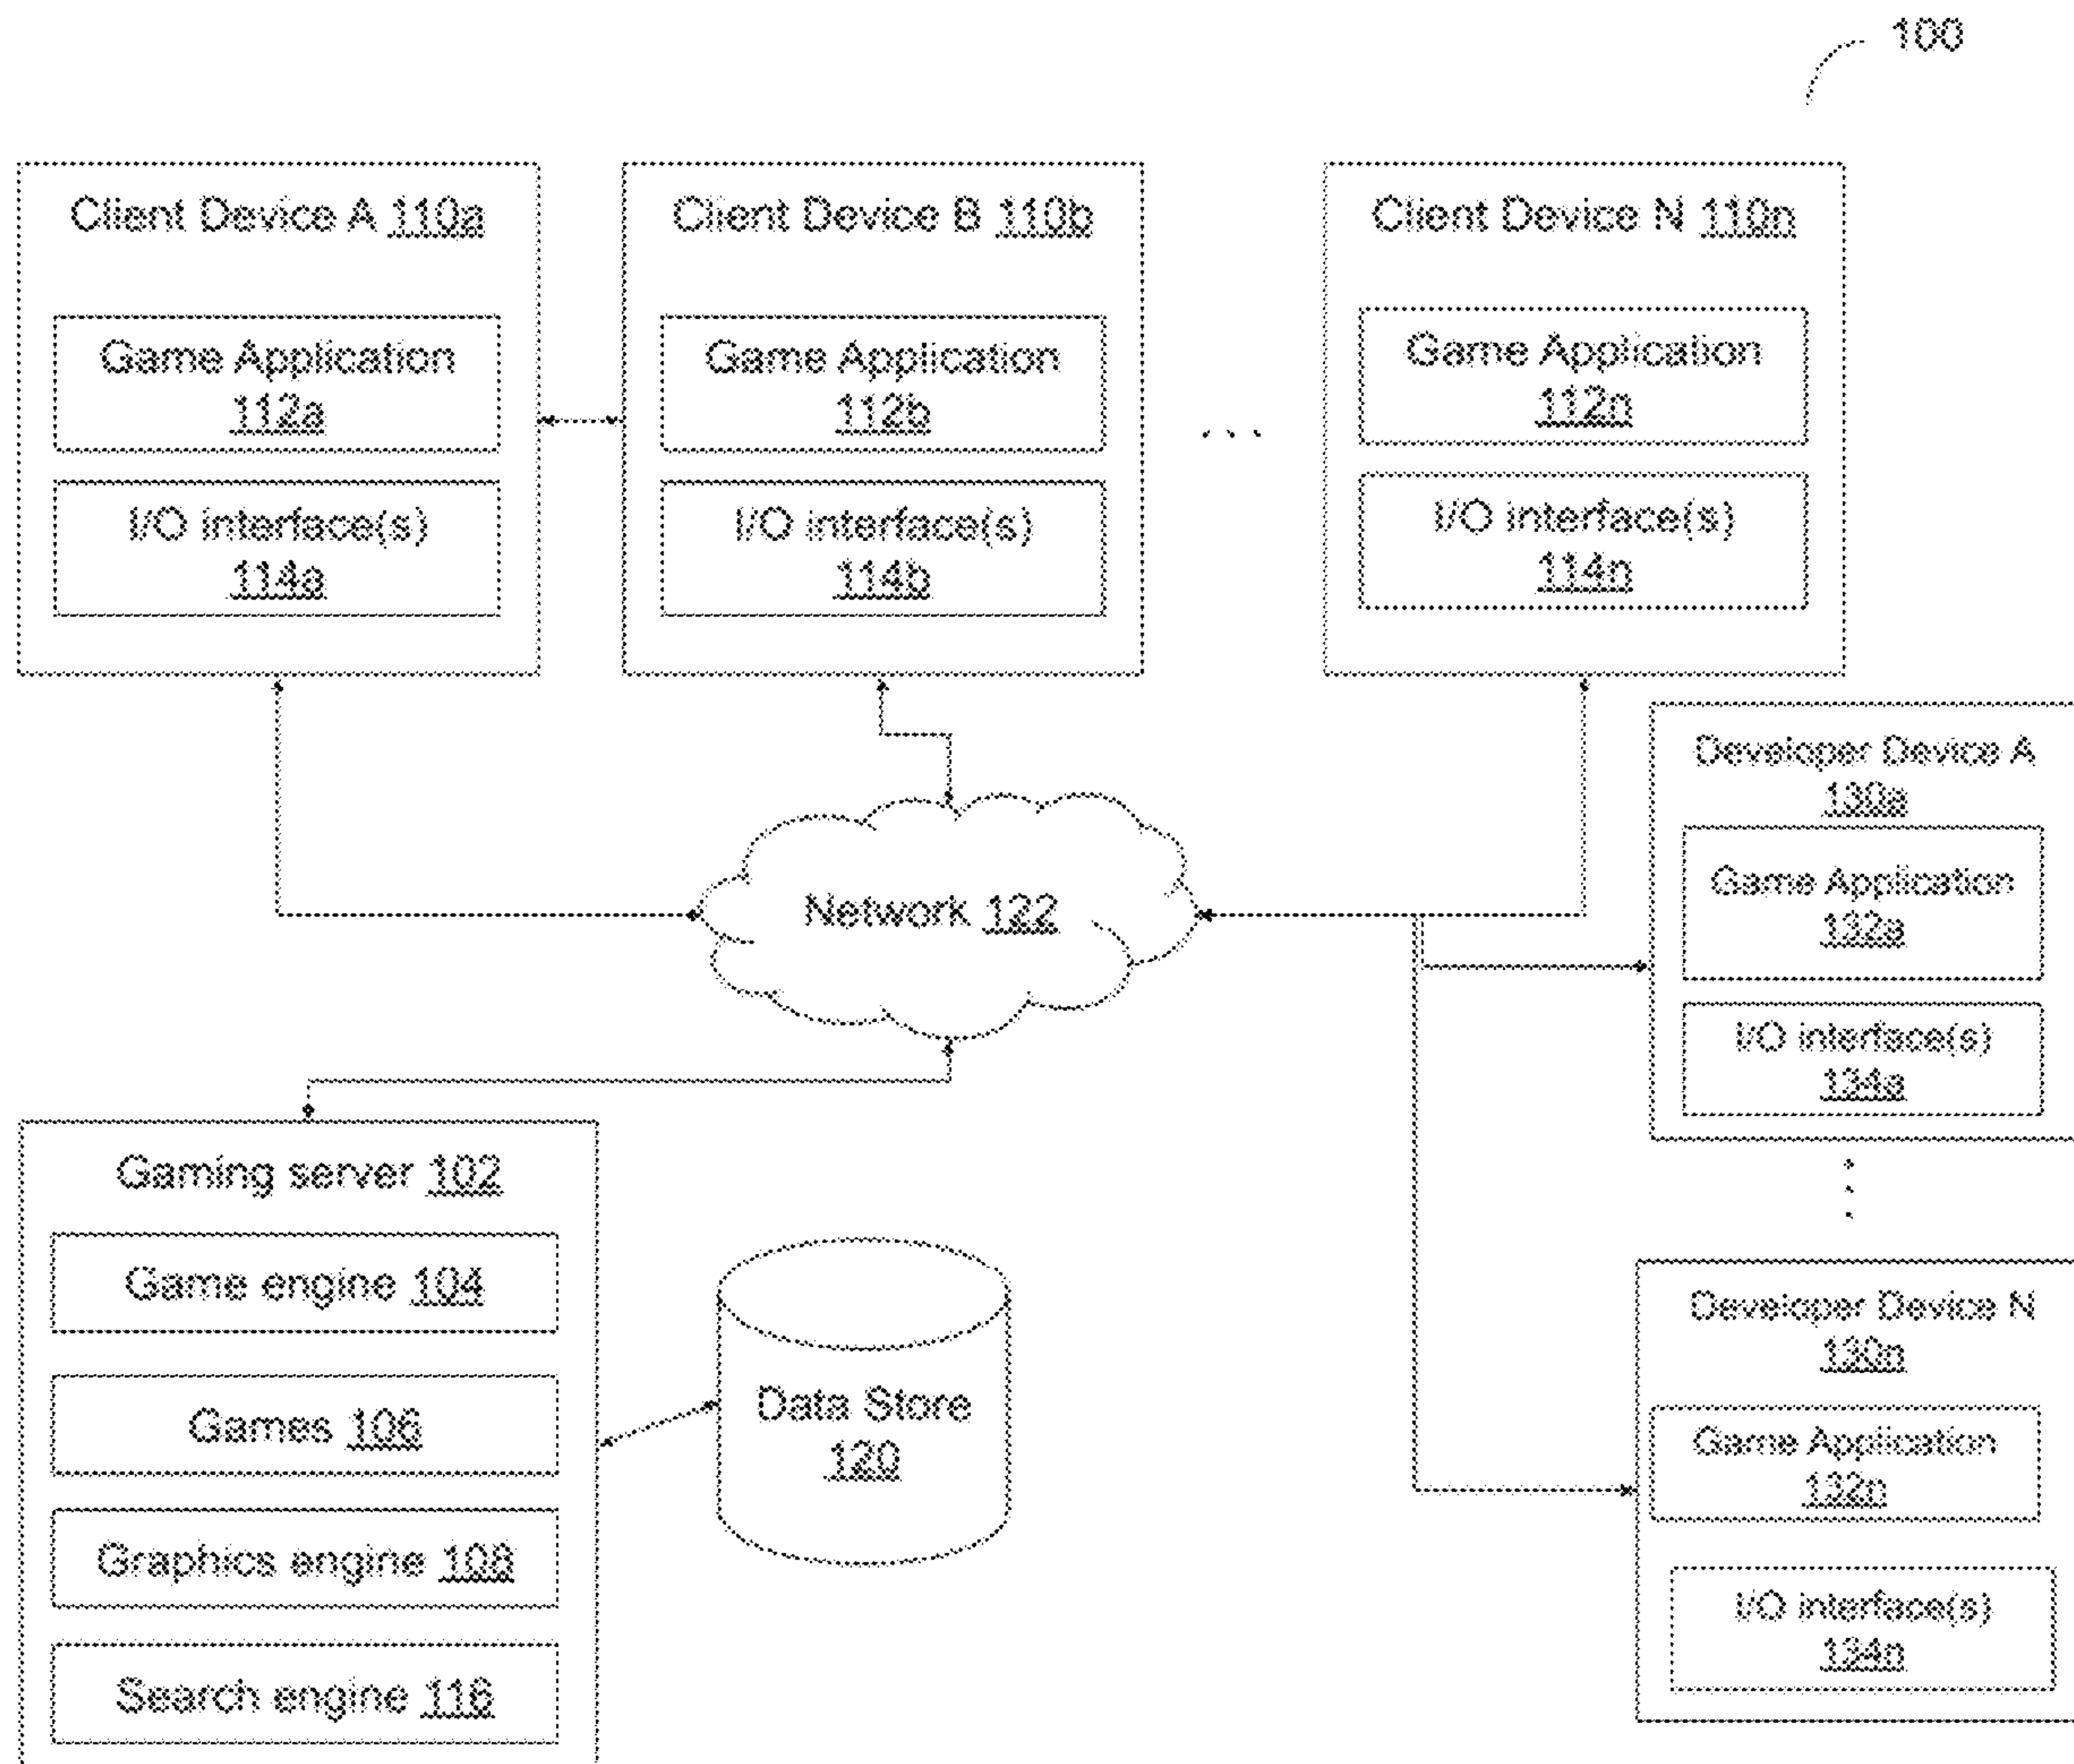 100
Client Device A 110a
Game Application
112a
I/O interface(s)
114a
Client Device B 110b
Game Application
112b
I/O interface(s)
114b
. . .
Client Device N 110n
Game Application
112n
I/O interface(s)
114n
Network 122
Developer Device A
130a
Game Application
132a
I/O interface(s)
134a
Gaming server 102
Game engine 104
Games 106
Graphics engine 108
Search engine 116
Data Store
120
Developer Device N
130n
Game Application
132n
I/O interface(s)
134n